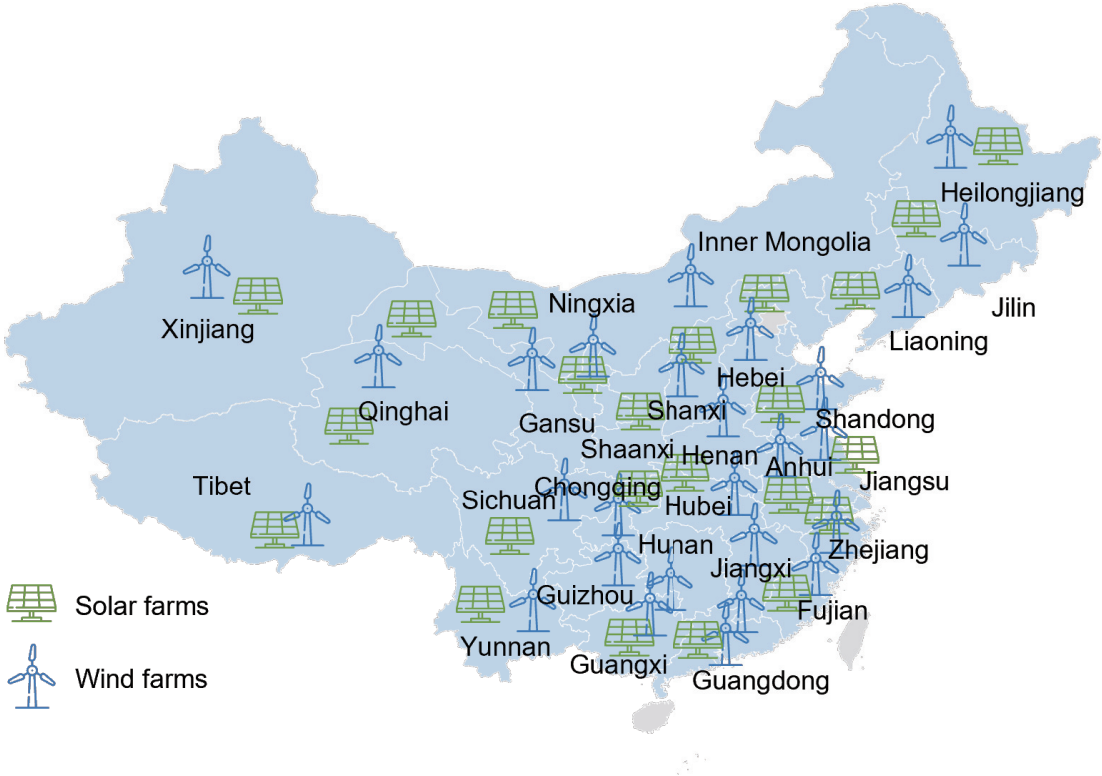 Heilongjiang
Inner Mongolia
Jilin
Ningxia
Xinjiang
Liaoning
Hebei
Qinghai
Shanxi
Gansu
Shandong
Shaanxi
Henan
Anhui
Jiangsu
Tibet
Chongqing
Sichuan
Hubei
Hunan
Zhejiang
Jiangxi
Guizhou
Solar farms
Fujian
Yunnan
Guangxi
Wind farms
Guangdong